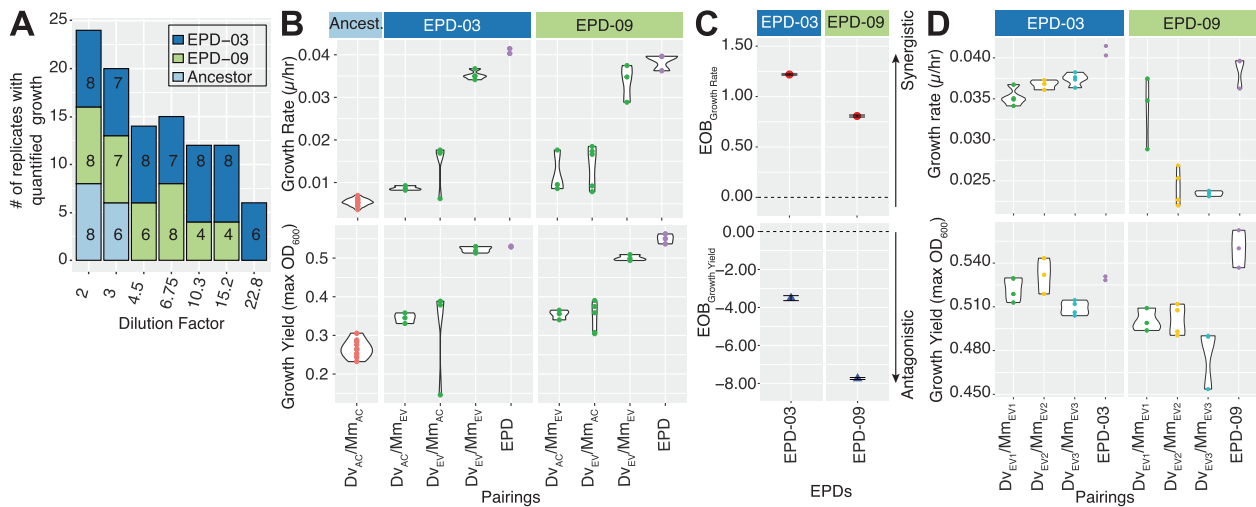 A
# of replicates with
quantified growth
25
20
15
10
5
0
EPD–03
EPD–09
Ancestor
8
7
8
7
8
8
6
8
7
6
8
4
4
8
6
2
3
4.5
6.75
10.3
15.2
22.8
Dilution Factor
B
Ancest.
EPD-03
EPD-09
Growth Rate (μ/hr)
0.04
0.03
0.02
0.01
Growth Yield (max OD600)
0.5
0.4
0.3
0.2
DvAC/MmAC
DvAC/MmEV
DvEV/MmAC
DvEV/MmEV
EPD
DvAC/MmEV
DvEV/MmAC
DvEV/MmEV
EPD
Pairings
C
EPD-03
EPD-09
EOBGrowth Rate
1.50
1.00
0.50
0.00
EOBGrowth Yield
0.00
−2.00
−4.00
−6.00
−8.00
Synergistic
Antagonistic
EPD-03
EPD-09
EPDs
D
EPD-03
EPD-09
Growth rate (μ/hr)
0.040
0.035
0.025
Growth Yield (max OD600)
0.540
0.510
0.480
0.450
DvEV1/MmEV1
DvEV2/MmEV2
DvEV3/MmEV3
EPD-03
DvEV1/MmEV1
DvEV2/MmEV2
DvEV3/MmEV3
EPD-09
Pairings